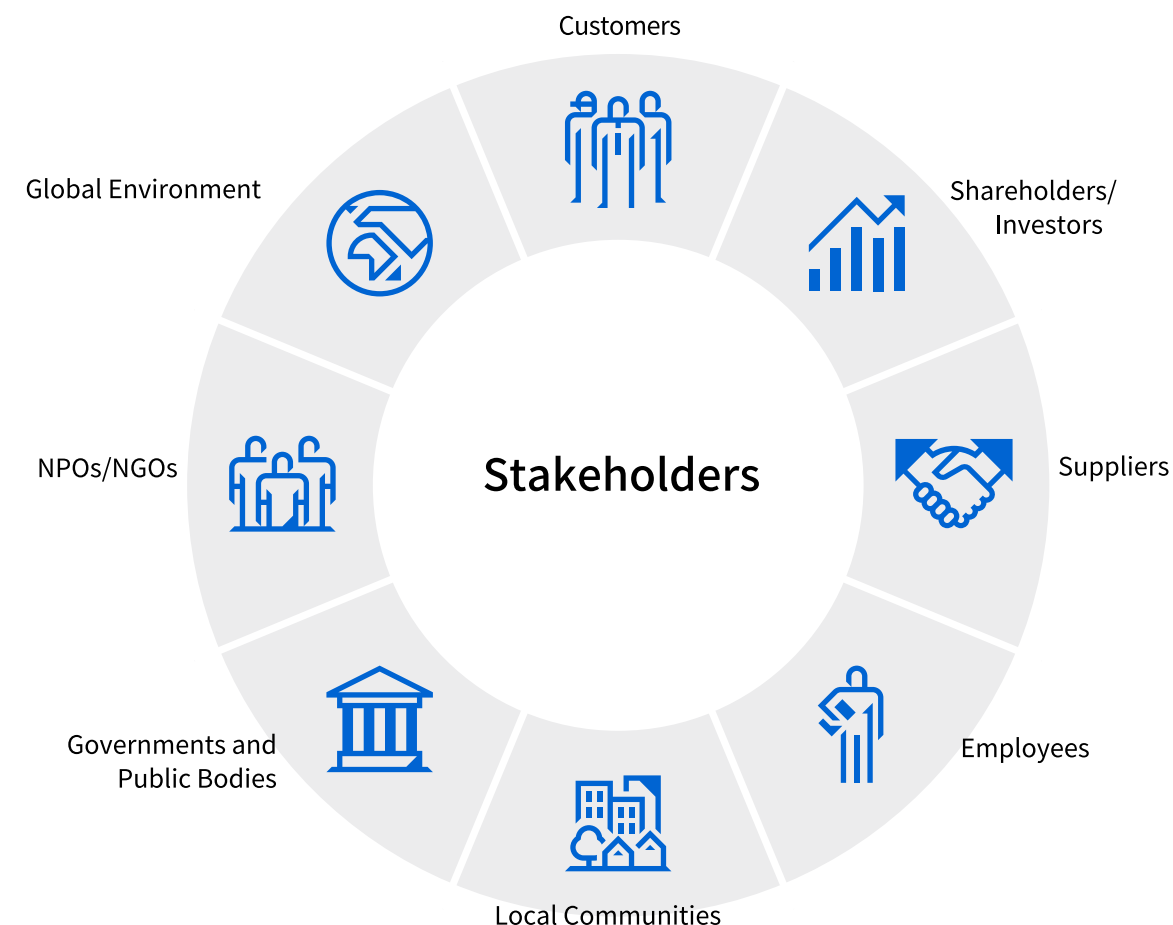 Customers
Shareholders/
Investors
Suppliers
Employees
Local Communities
Governments and
Public Bodies
NPOs/NGOs
Global Environment
Stakeholders